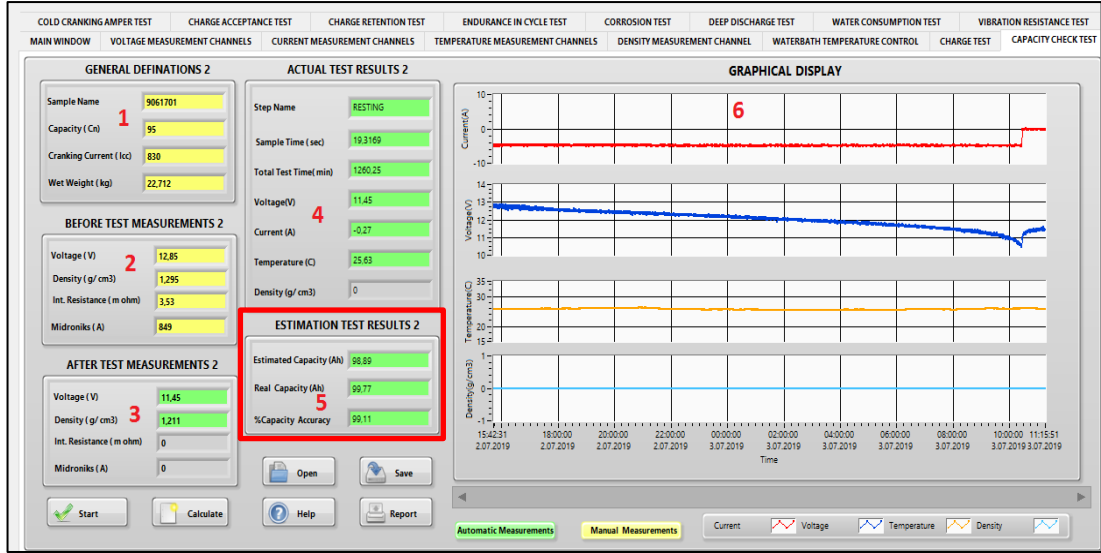 COLD CRANKING AMPER TEST CHARGE ACCEPTANCE TEST CHARGE RETENTION TEST ENDURANCE IN CYCLE TEST CORROSION TEST DEEP DISCHARGE TEST WATER CONSUMPTION TEST VIBRATION RESISTANCE TEST
MAIN WINDOW VOLTAGE MEASUREMENT CHANNELS CURRENT MEASUREMENT CHANNELS TEMPERATURE MEASUREMENT CHANNELS DENSITY MEASUREMENT CHANNEL WATERBATH TEMPERATURE CONTROL CHARGE TEST CAPACITY CHECK TEST
GENERAL DEFINATIONS 2
Sample Name 9061701
1
Capacity ( Cn) 95
Cranking Current ( Icc) 830
Wet Weight ( kg) 22,712
BEFORE TEST MEASUREMENTS 2
Voltage ( V) 12,85
2
Density ( g/ cm3) 1,295
Int. Resistance ( m ohm) 3,53
Midroniks ( A) 849
AFTER TEST MEASUREMENTS 2
Voltage ( V) 11,45
Density ( g/ cm3) 3 1,211
Int. Resistance ( m ohm) 0
Midroniks ( A) 0
Start Calculate
ACTUAL TEST RESULTS 2
Step Name RESTING
Sample Time ( sec) 19,3169
Total Test Time( min) 1260,25
Voltage(V) 11,45
4
Current (A) -0,27
Temperature (C) 25,63
Density (g/ cm3) 0
ESTIMATION TEST RESULTS 2
Estimated Capacity (Ah) 98,89
Real Capacity (Ah) 99,77
5
%Capacity Accuracy 99,11
Open Save
Help Report
GRAPHICAL DISPLAY
6
Current(A)
10
0
-10
Voltage(V)
14
13
12
11
10
Temperature(C)
35
30
20
15
Density(g/cm3)
1
0
-1
15:42:31 18:00:00 20:00:00 22:00:00 00:00:00 02:00:00 04:00:00 06:00:00 08:00:00 10:00:00 11:15:51
2.07.2019 2.07.2019 2.07.2019 2.07.2019 3.07.2019 3.07.2019 3.07.2019 3.07.2019 3.07.2019 3.07.2019 3.07.2019
Time
Automatic Measurements Manual Measurements Current Voltage Temperature Density